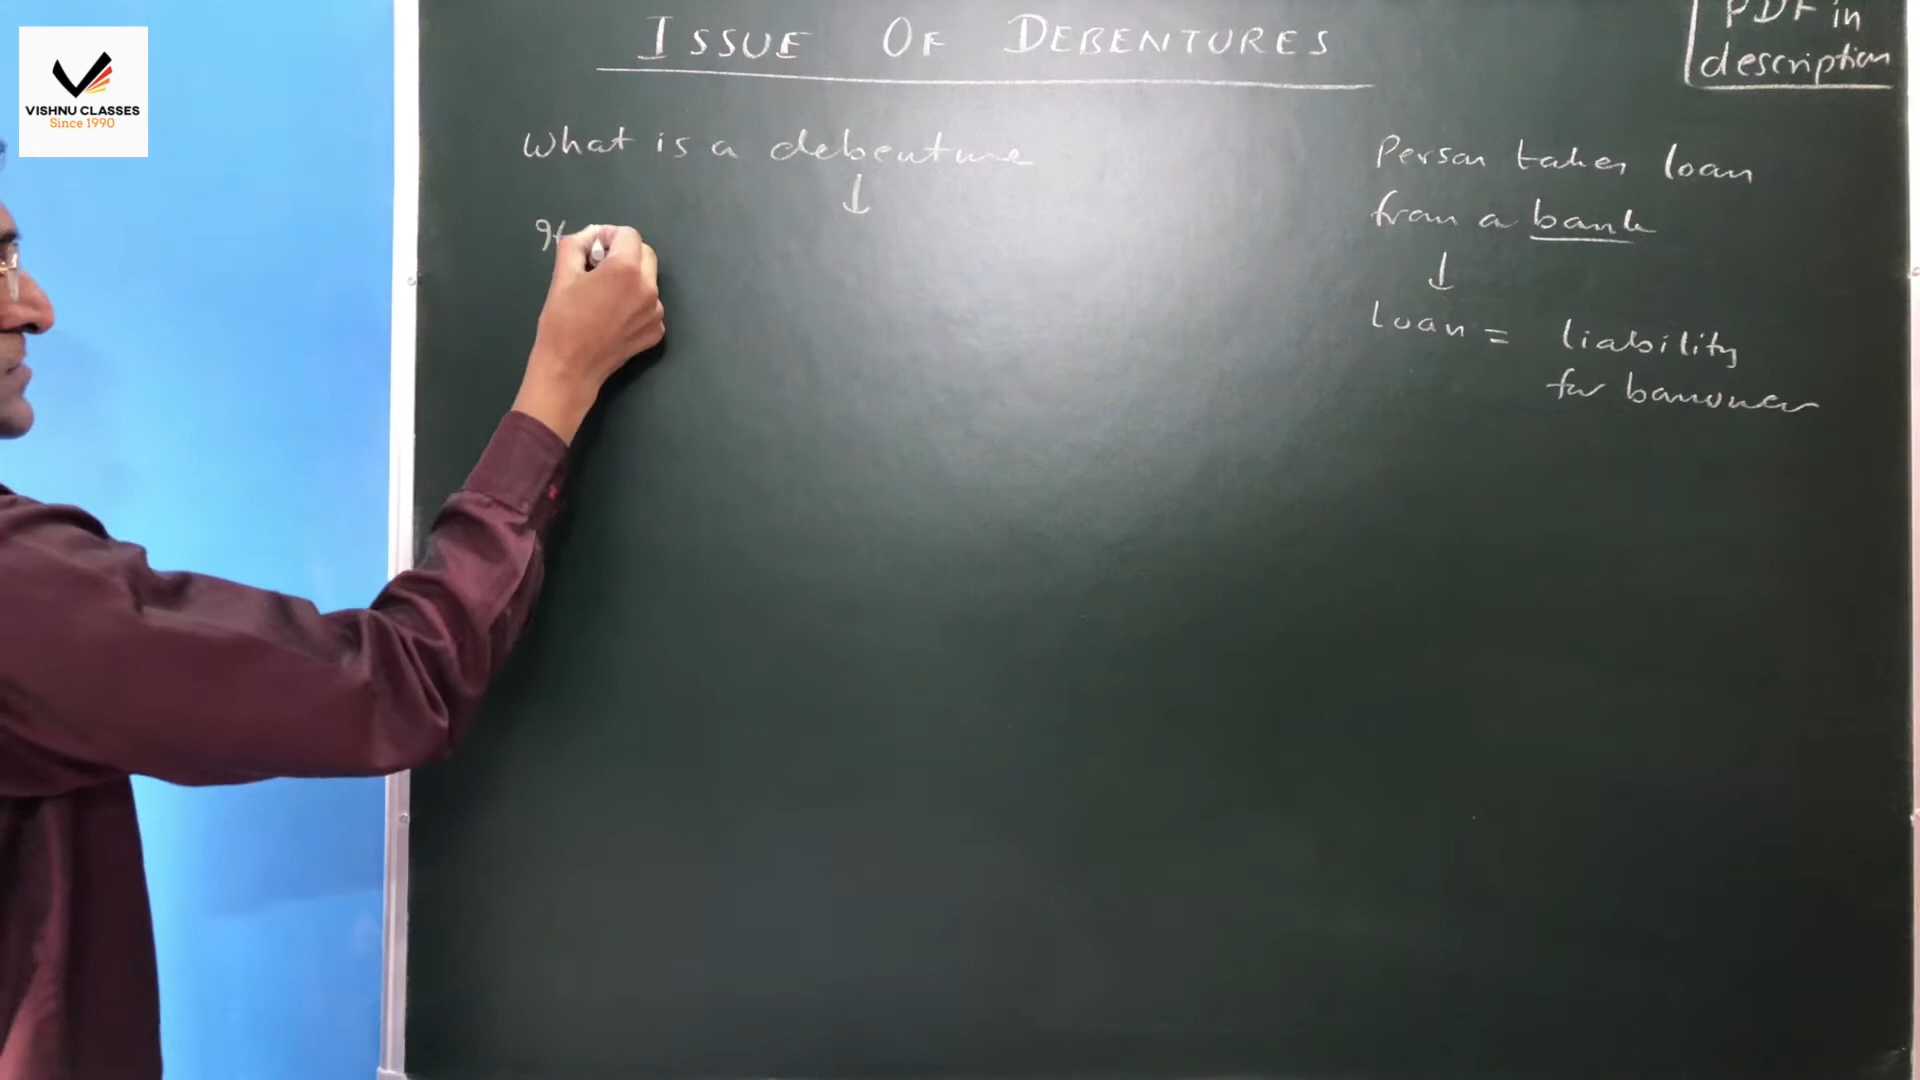 VISHNU CLASSES
Since 1990
ISSUE OF DEBENTURES
PDF in
description
What is a debenture
↓
It
Person takes loan
from a bank
↓
Loan = liability
for borrower